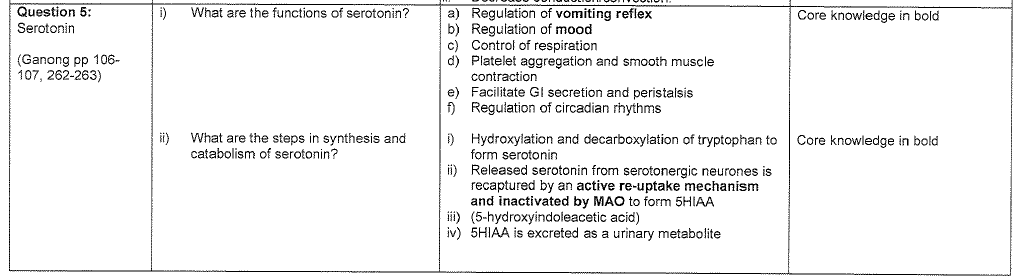 ii. Decrease conduction/convection.
Question 5:
Serotonin
(Ganong pp 106-
107, 262-263)
i) What are the functions of serotonin?
a) Regulation of vomiting reflex
b) Regulation of mood
c) Control of respiration
d) Platelet aggregation and smooth muscle
contraction
e) Facilitate GI secretion and peristalsis
f) Regulation of circadian rhythms
Core knowledge in bold
ii) What are the steps in synthesis and
catabolism of serotonin?
i) Hydroxylation and decarboxylation of tryptophan to
form serotonin
ii) Released serotonin from serotonergic neurones is
recaptured by an active re-uptake mechanism
and inactivated by MAO to form 5HIAA
iii) (5-hydroxyindoleacetic acid)
iv) 5HIAA is excreted as a urinary metabolite
Core knowledge in bold